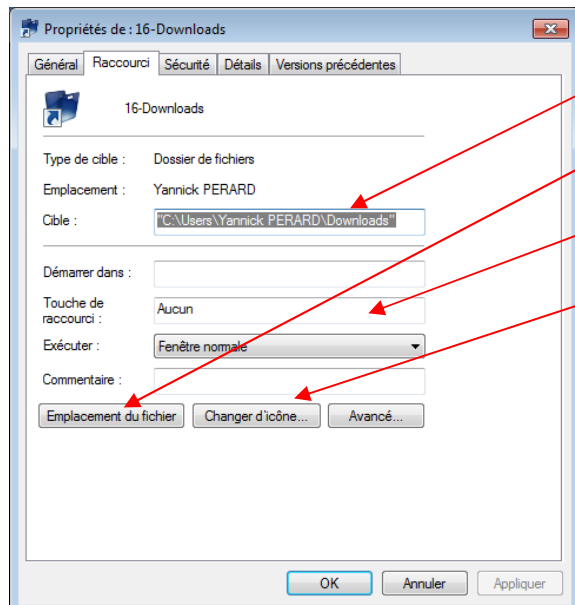 Propriétés de : 16-Downloads
Général Raccourci Sécurité Détails Versions précédentes
16-Downloads
Type de cible : Dossier de fichiers
Emplacement : Yannick PERARD
Cible : "C:\Users\Yannick PERARD\Downloads"
Démarrer dans :
Touche de
raccourci : Aucun
Exécuter : Fenêtre normale
Commentaire :
Emplacement du fichier Changer d'icône... Avancé...
OK Annuler Appliquer